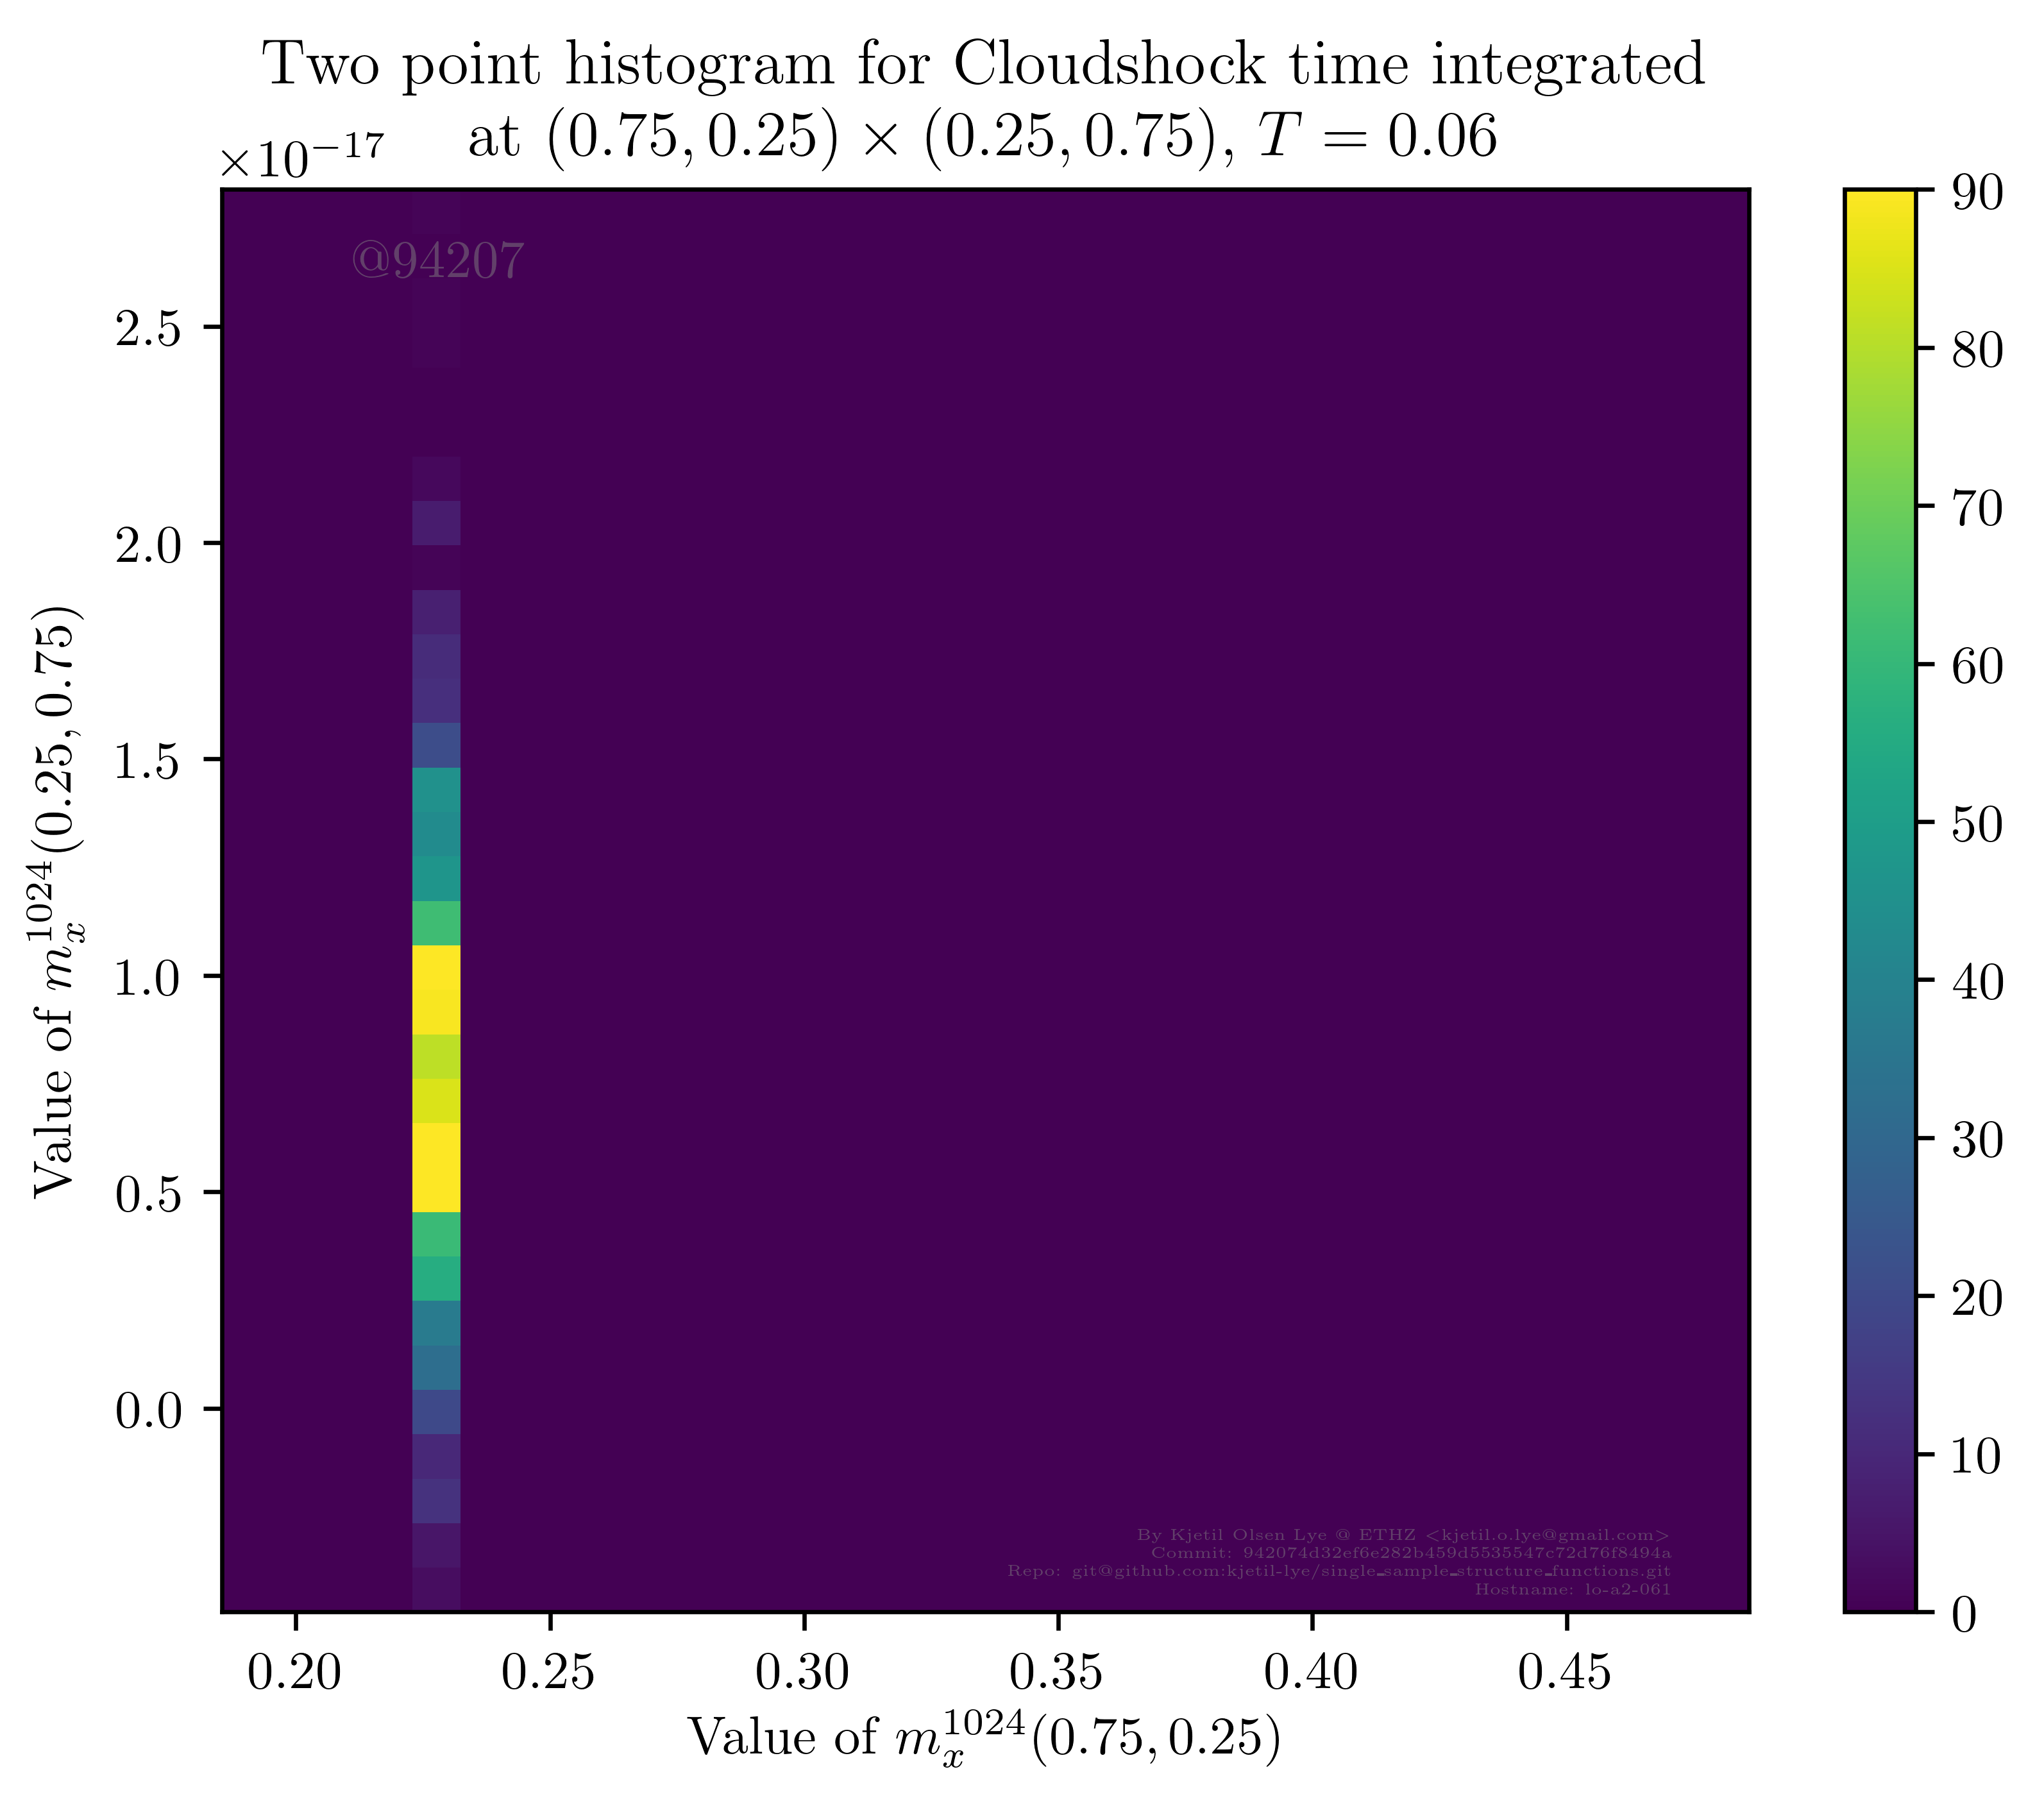 Two point histogram for Cloudshock time integrated
at (0.75, 0.25) × (0.25, 0.75), T = 0.06
×10⁻¹⁷
@94207
2.5
2.0
1.5
1.0
0.5
0.0
Value of mₓ¹⁰²⁴(0.25, 0.75)
0.20 0.25 0.30 0.35 0.40 0.45
Value of mₓ¹⁰²⁴(0.75, 0.25)
90
80
70
60
50
40
30
20
10
0
By Kjetil Olsen Lye @ ETHZ <kjetil.o.lye@gmail.com>
Commit: 942074d32ef6e282b459d5535547c72d76f8494a
Repo: git@github.com:kjetil-lye/single_sample_structure_functions.git
Hostname: lo-a2-061